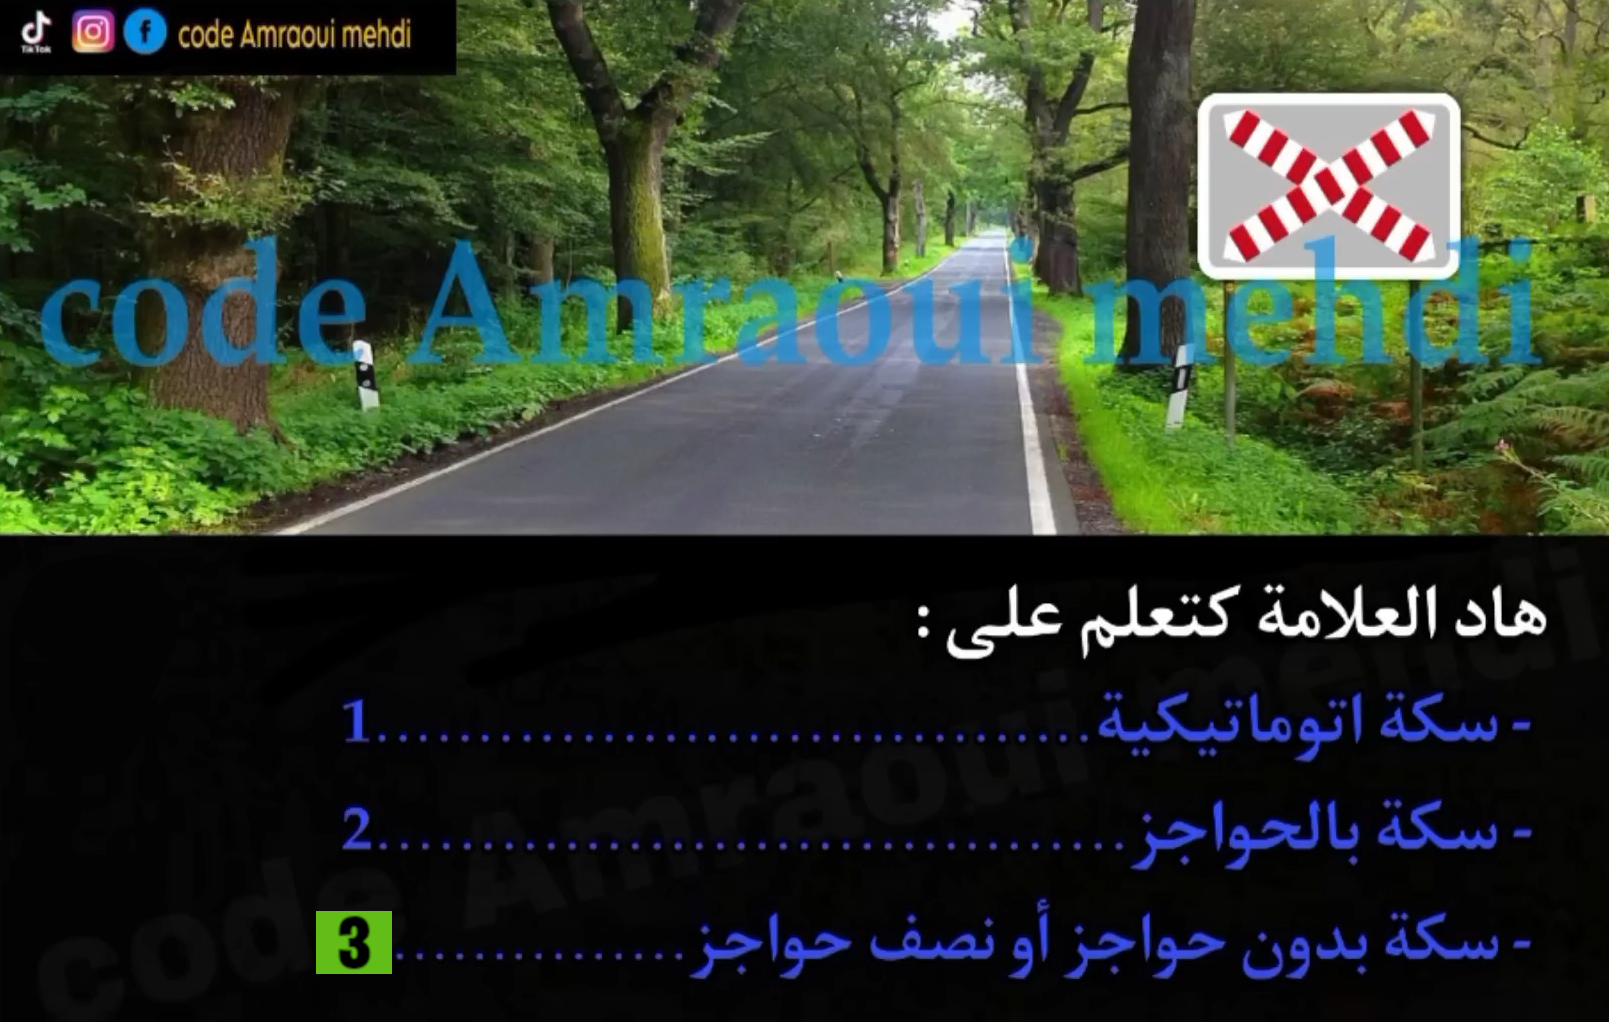 TikTok
code Amraoui mehdi
code Amraoui mehdi
هاد العلامة كتعلم على :
- سكة اتوماتيكية..................................1
- سكة بالحواجز....................................2
- سكة بدون حواجز أو نصف حواجز..............3
code Amraoui mehdi